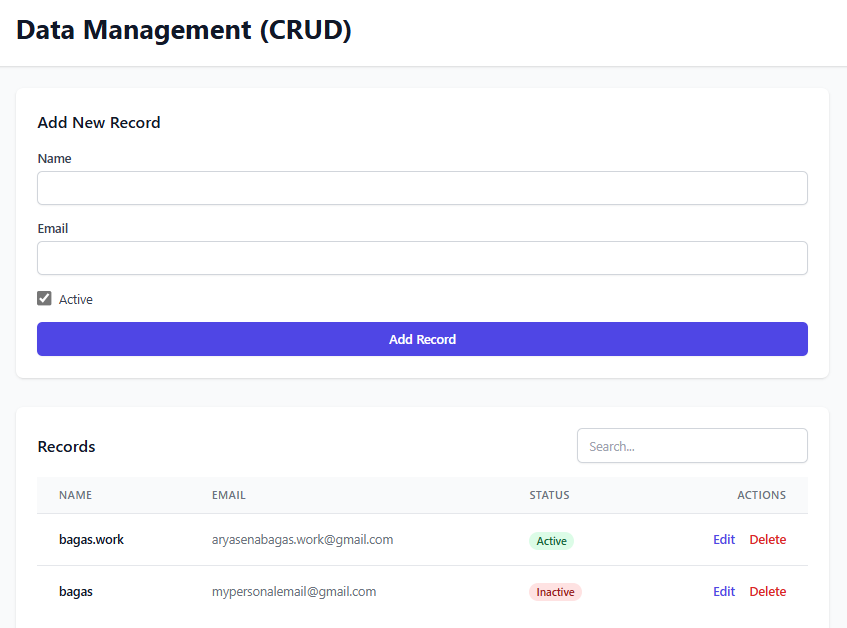 Data Management (CRUD)
Add New Record
Name
Email
Active
Add Record
Records
Search...
NAME EMAIL STATUS ACTIONS
bagas.work aryasenabagas.work@gmail.com Active Edit Delete
bagas mypersonalemail@gmail.com Inactive Edit Delete